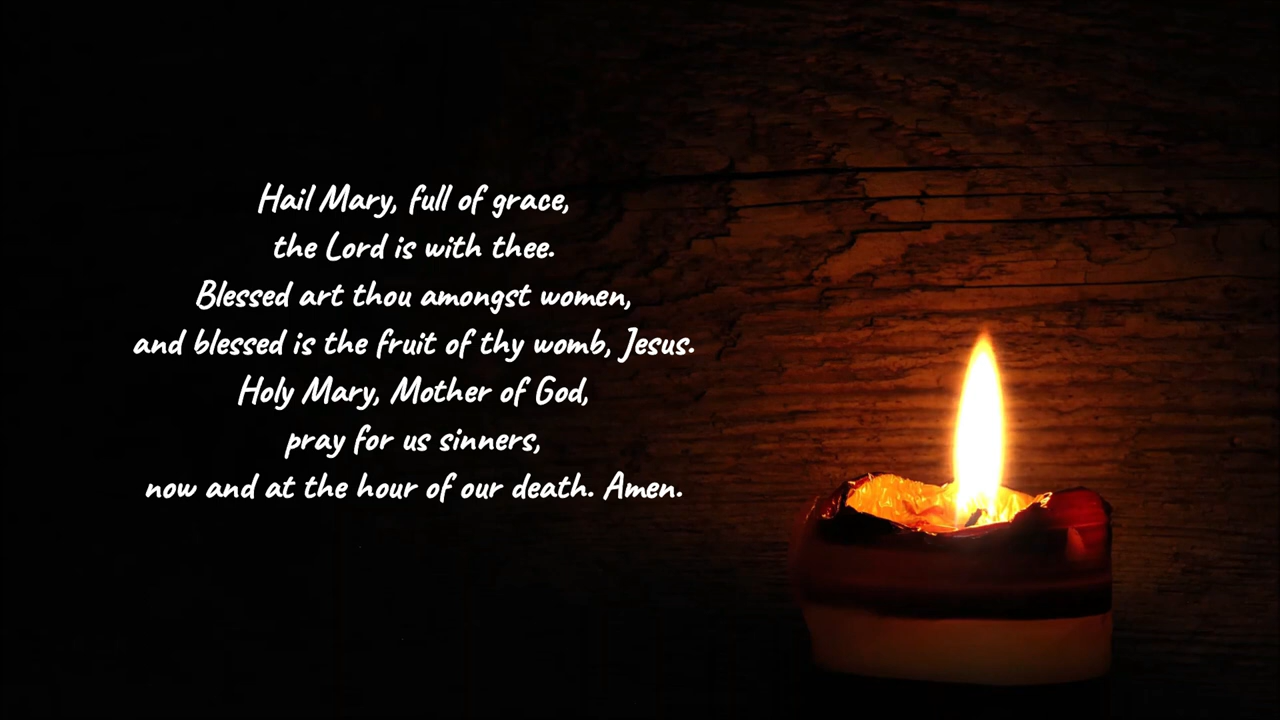 Hail Mary, full of grace,
the Lord is with thee.
Blessed art thou amongst women,
and blessed is the fruit of thy womb, Jesus.
Holy Mary, Mother of God,
pray for us sinners,
now and at the hour of our death. Amen.